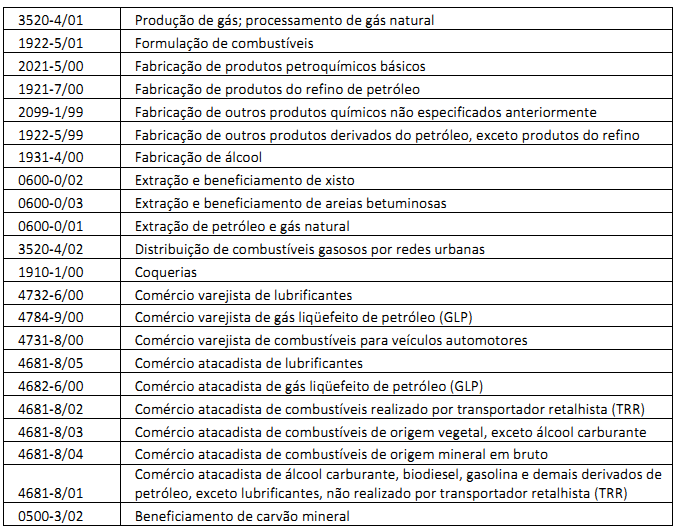 3520-4/01 Produção de gás; processamento de gás natural
1922-5/01 Formulação de combustíveis
2021-5/00 Fabricação de produtos petroquímicos básicos
1921-7/00 Fabricação de produtos do refino de petróleo
2099-1/99 Fabricação de outros produtos químicos não especificados anteriormente
1922-5/99 Fabricação de outros produtos derivados do petróleo, exceto produtos do refino
1931-4/00 Fabricação de álcool
0600-0/02 Extração e beneficiamento de xisto
0600-0/03 Extração e beneficiamento de areias betuminosas
0600-0/01 Extração de petróleo e gás natural
3520-4/02 Distribuição de combustíveis gasosos por redes urbanas
1910-1/00 Coquerias
4732-6/00 Comércio varejista de lubrificantes
4784-9/00 Comércio varejista de gás liqüefeito de petróleo (GLP)
4731-8/00 Comércio varejista de combustíveis para veículos automotores
4681-8/05 Comércio atacadista de lubrificantes
4682-6/00 Comércio atacadista de gás liqüefeito de petróleo (GLP)
4681-8/02 Comércio atacadista de combustíveis realizado por transportador retalhista (TRR)
4681-8/03 Comércio atacadista de combustíveis de origem vegetal, exceto álcool carburante
4681-8/04 Comércio atacadista de combustíveis de origem mineral em bruto
Comércio atacadista de álcool carburante, biodiesel, gasolina e demais derivados de
4681-8/01 petróleo, exceto lubrificantes, não realizado por transportador retalhista (TRR)
0500-3/02 Beneficiamento de carvão mineral